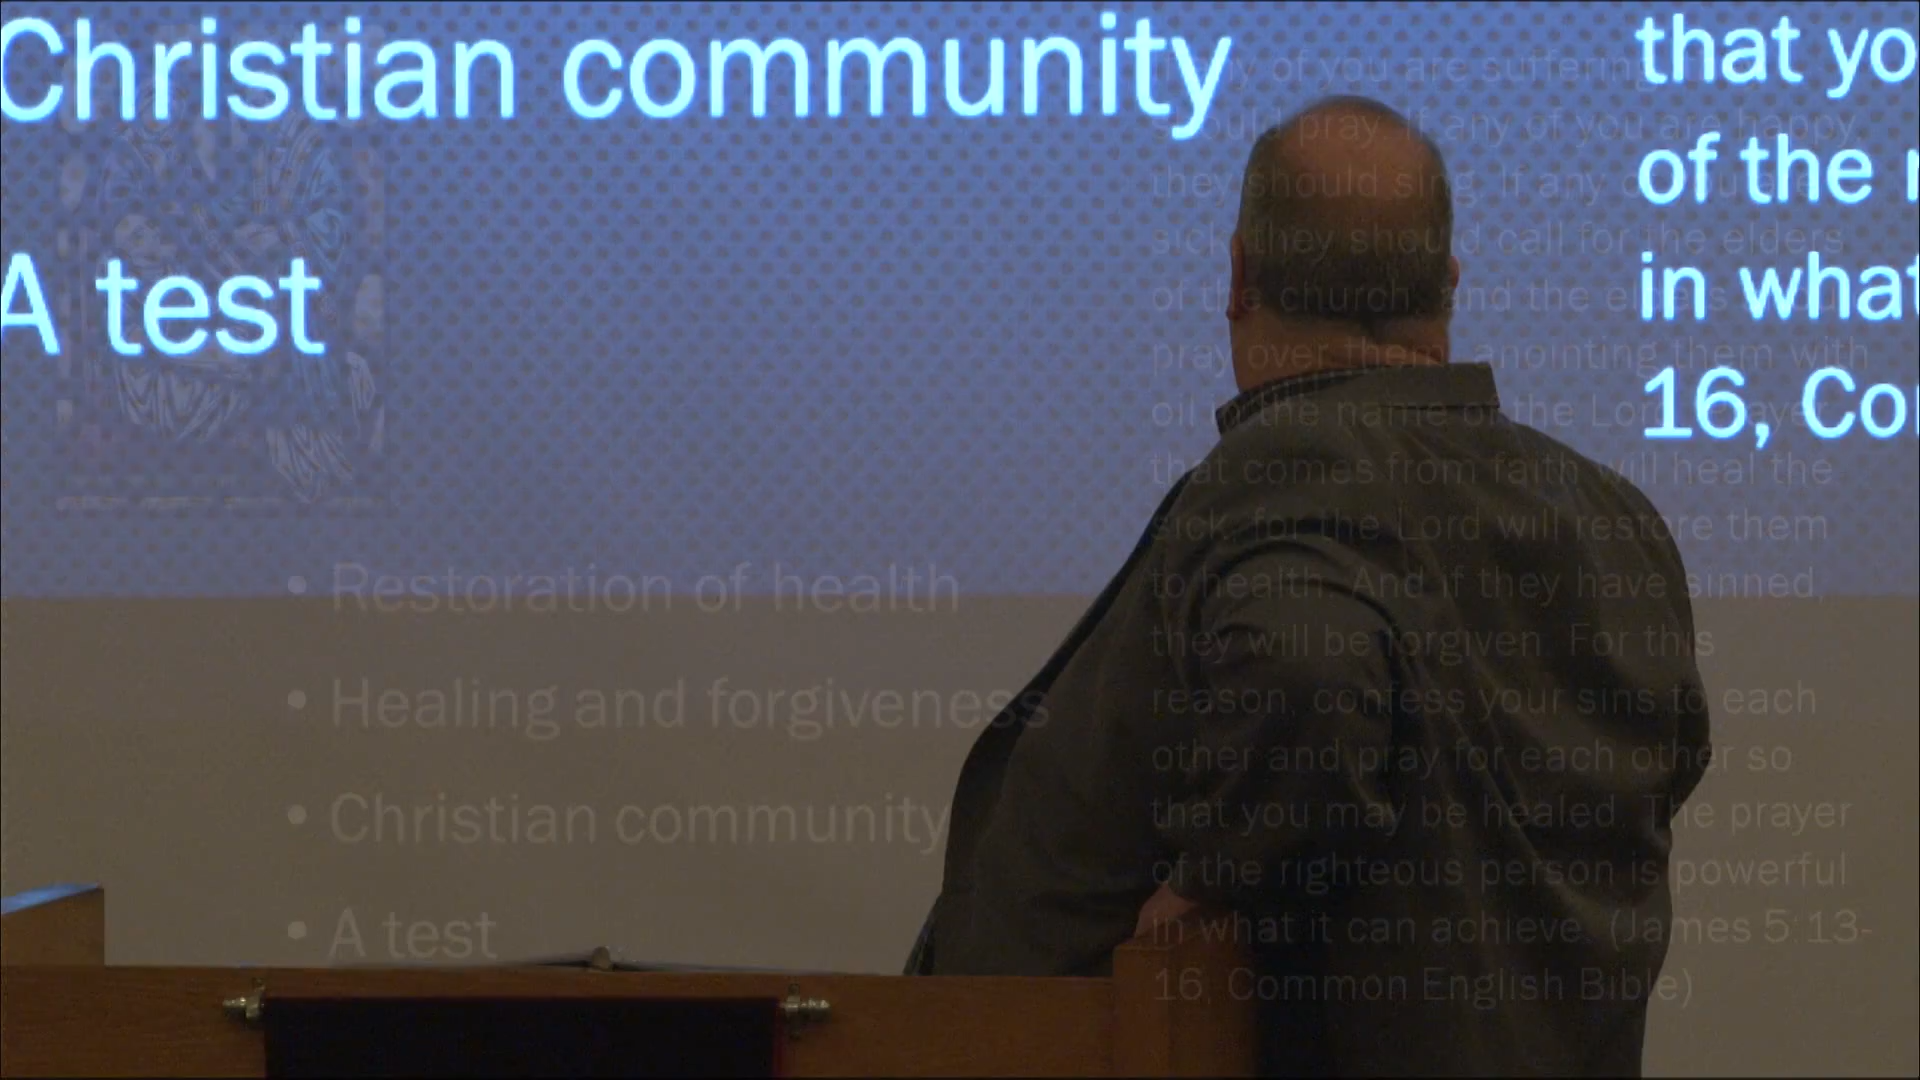 Christian community
A test
that yo
of the
in what
16, Co
If any of you are suffering,
should pray. If any of you are happy,
they should sing. If any of you are
sick, they should call for the elders
of the church, and the elders
pray over them, anointing them with
oil in the name of the Lord.
that comes from faith will heal the
sick, for the Lord will restore them
to health. And if they have sinned,
they will be forgiven. For this
reason, confess your sins to each
other and pray for each other so
that you may be healed. The prayer
of the righteous person is powerful
in what it can achieve. (James 5:13-
16, Common English Bible)
• Restoration of health
• Healing and forgiveness
• Christian community
• A test